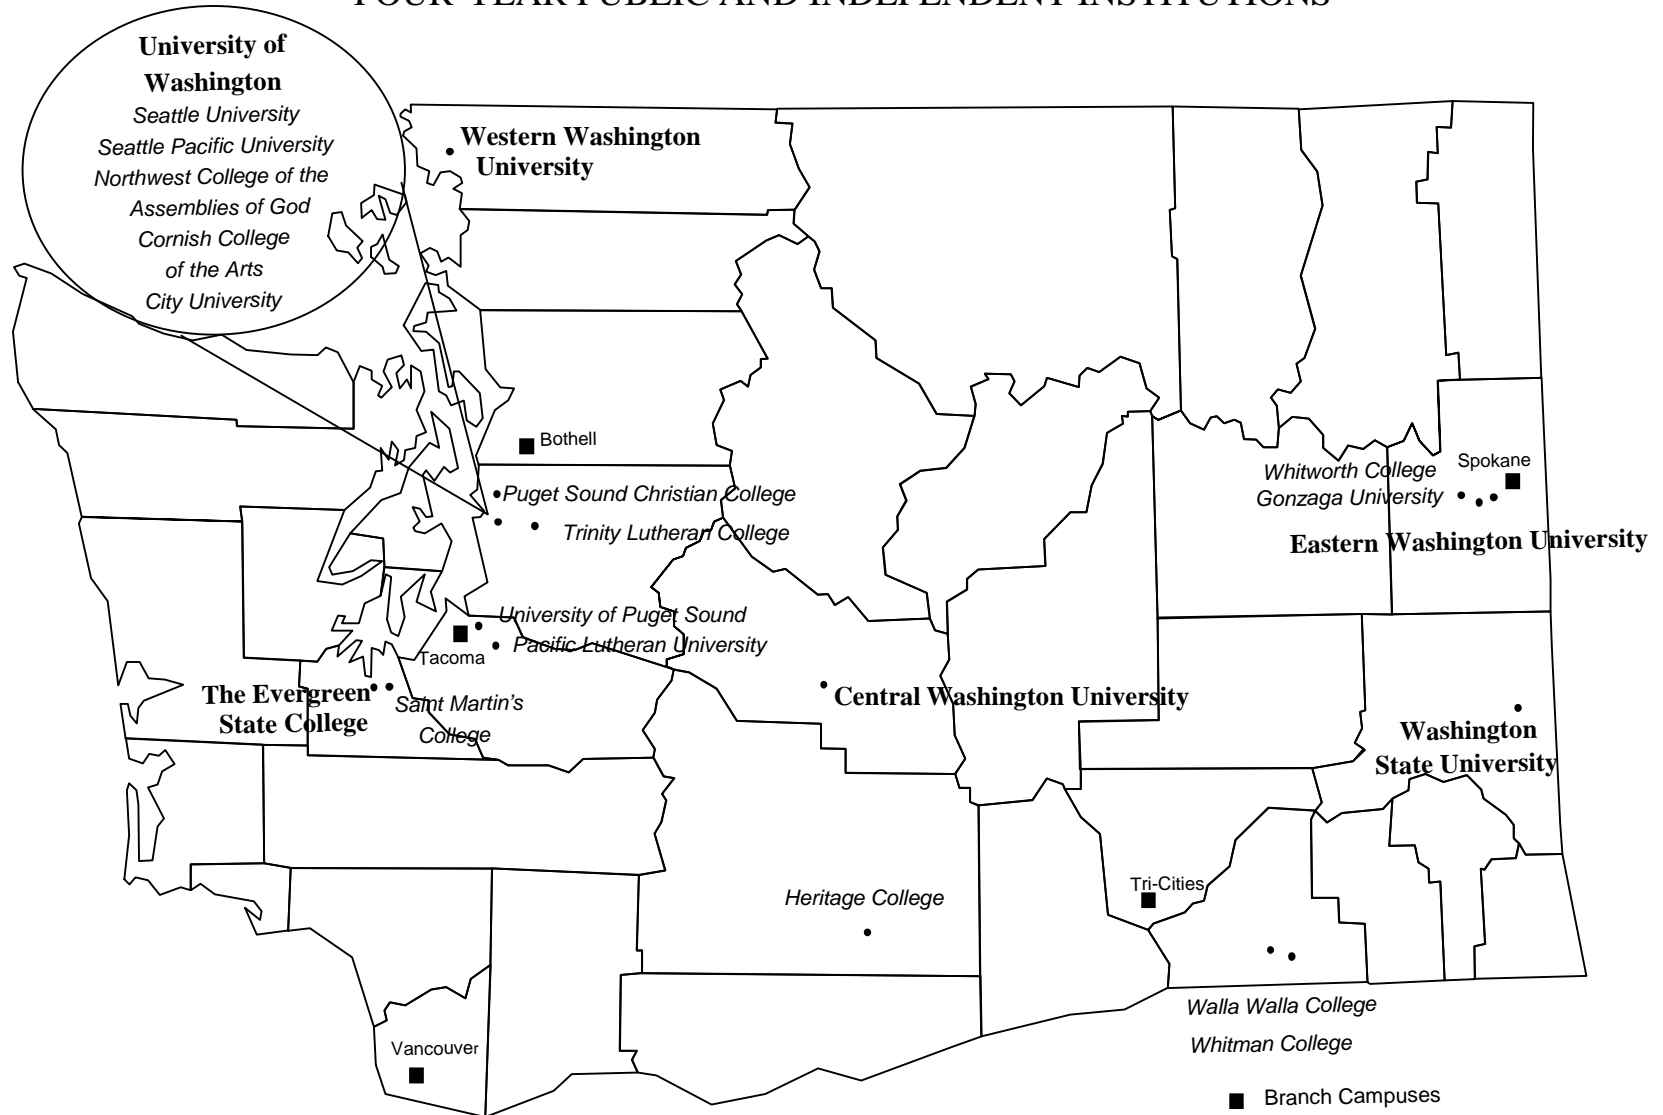 FOUR-YEAR PUBLIC AND INDEPENDENT INSTITUTIONS
University of
Washington
Seattle University
Seattle Pacific University
Northwest College of the
Assemblies of God
Cornish College
of the Arts
City University
Western Washington
University
Bothell
Puget Sound Christian College
Trinity Lutheran College
Whitworth College
Gonzaga University
Spokane
Eastern Washington University
University of Puget Sound
Pacific Lutheran University
Tacoma
The Evergreen
State College
Saint Martin's
College
Central Washington University
Washington
State University
Heritage College
Tri-Cities
Walla Walla College
Whitman College
Vancouver
Branch Campuses